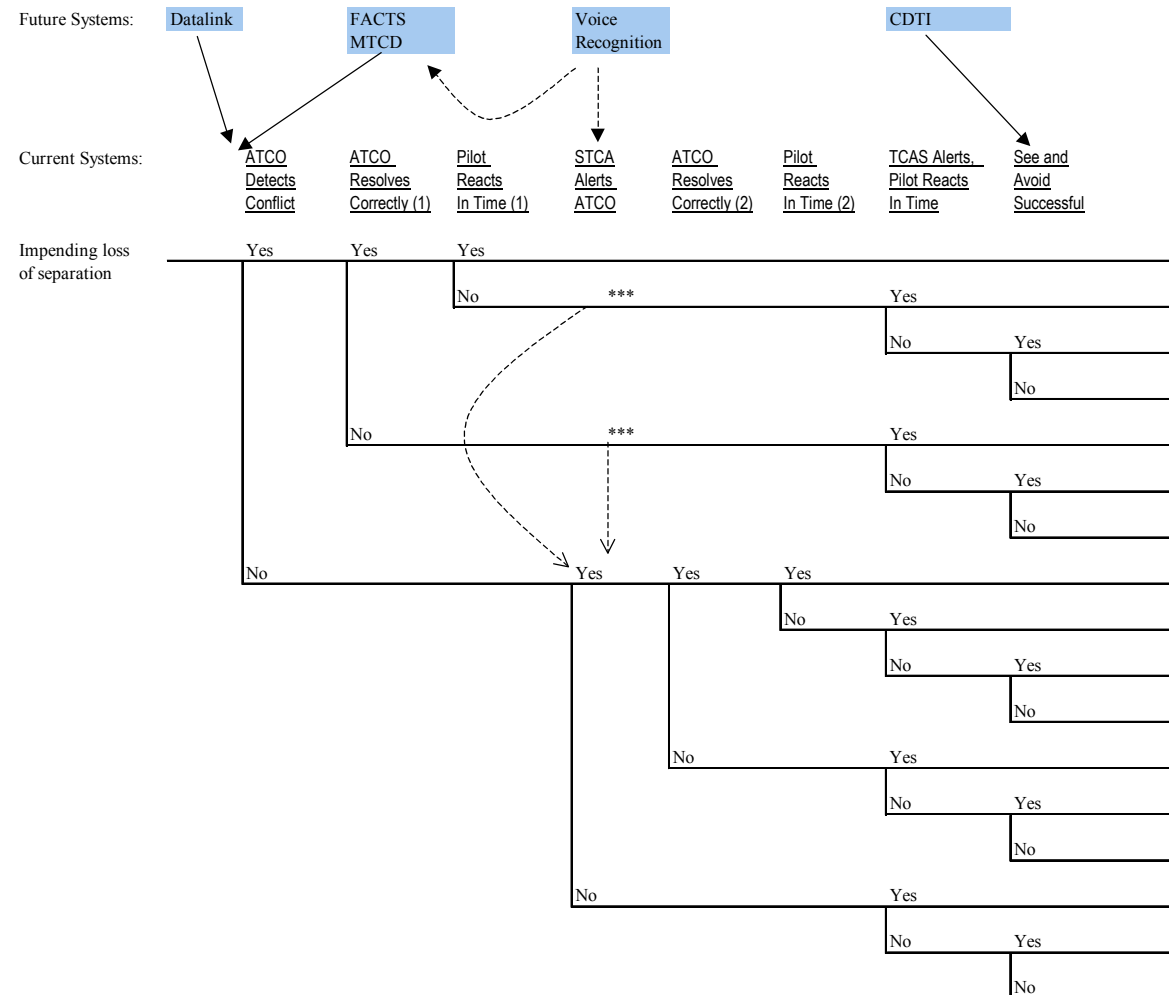 Future Systems: Datalink FACTS Voice CDTI
MTCD Recognition
Current Systems: ATCO ATCO Pilot STCA ATCO Pilot TCAS Alerts, See and
Detects Resolves Reacts Alerts Resolves Reacts Pilot Reacts Avoid
Conflict Correctly (1) In Time (1) ATCO Correctly (2) In Time (2) In Time Successful
Impending loss Yes Yes Yes
of separation
No *** Yes
No Yes
No
No *** Yes
No Yes
No
No Yes Yes Yes
No Yes
No Yes
No
No Yes
No Yes
No
No Yes
No Yes
No